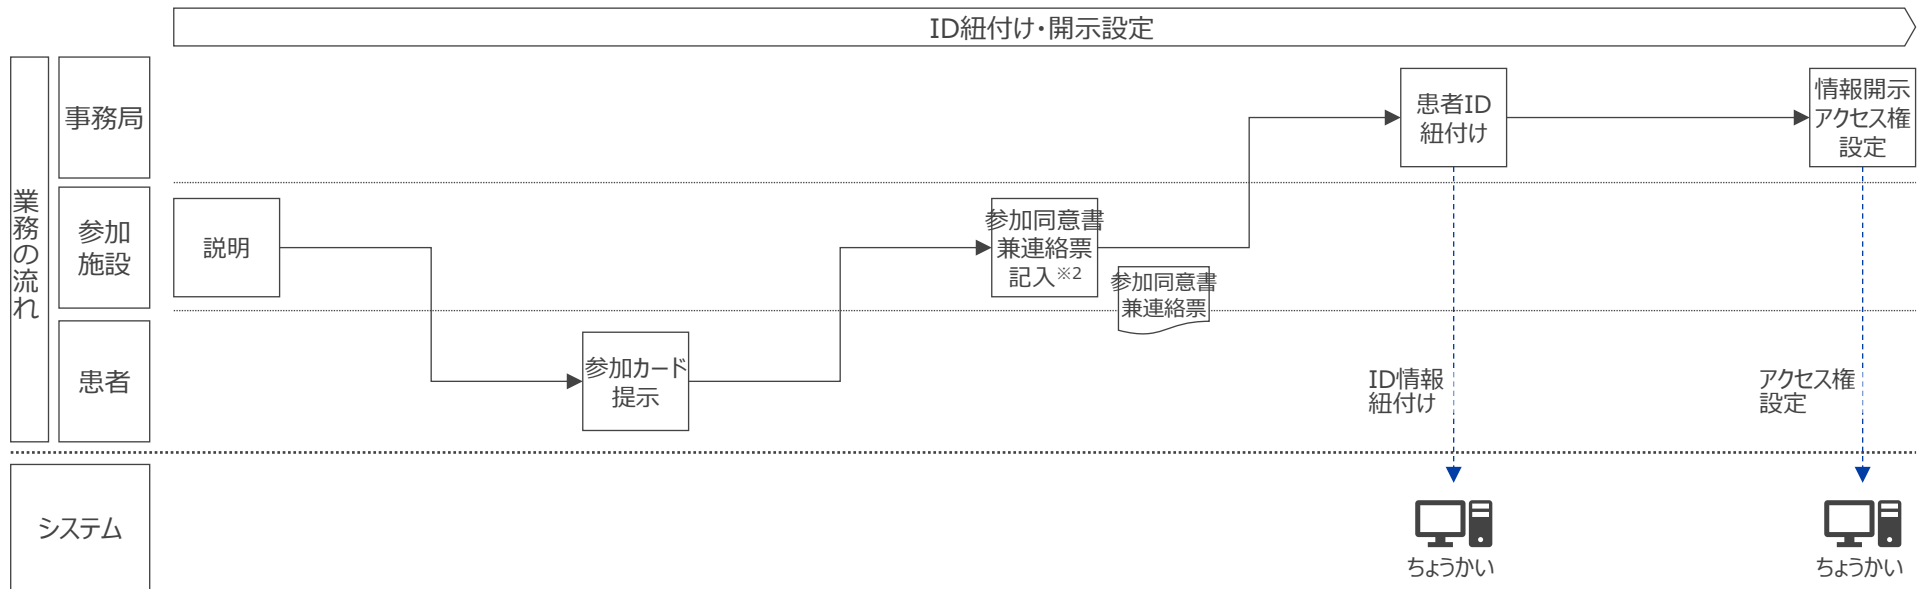 ID紐付け・開示設定
業務の流れ
事務局
患者ID
紐付け
情報開示
アクセス権
設定
参加
施設
説明
参加同意書
兼連絡票
記入※2
参加同意書
兼連絡票
患者
参加カード
提示
ID情報
紐付け
アクセス権
設定
システム
ちょうかい
ちょうかい